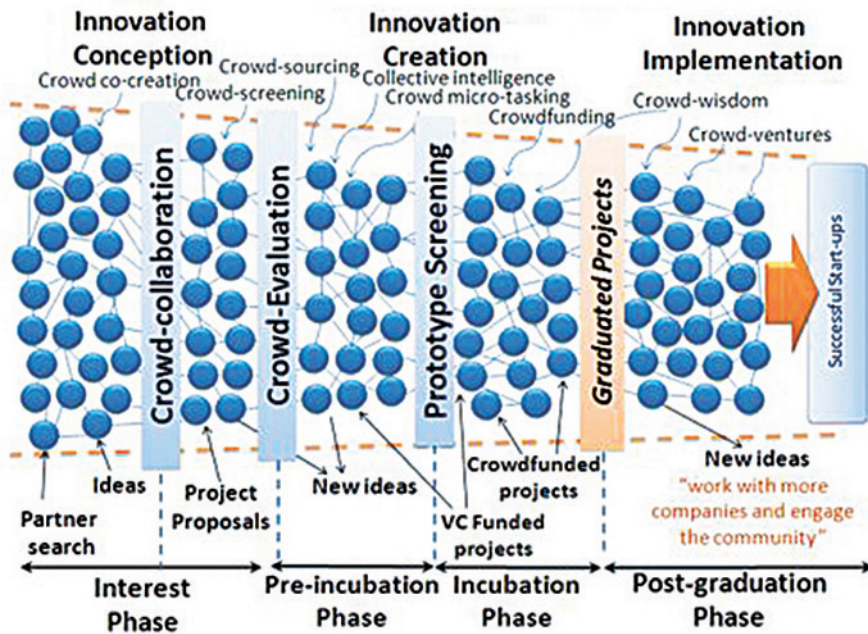 Innovation
Conception
Innovation
Creation
Innovation
Implementation
Crowd co-creation
Crowd-sourcing
Crowd-screening
Collective intelligence
Crowd micro-tasking
Crowdfunding
Crowd-wisdom
Crowd-ventures
Crowd-collaboration
Crowd-Evaluation
Prototype Screening
Graduated Projects
Successful Start-ups
Partner
search
Ideas
Project
Proposals
New ideas
VC Funded
projects
Crowdfunded
projects
New ideas
"work with more
companies and engage
the community"
Interest
Phase
Pre-incubation
Phase
Incubation
Phase
Post-graduation
Phase